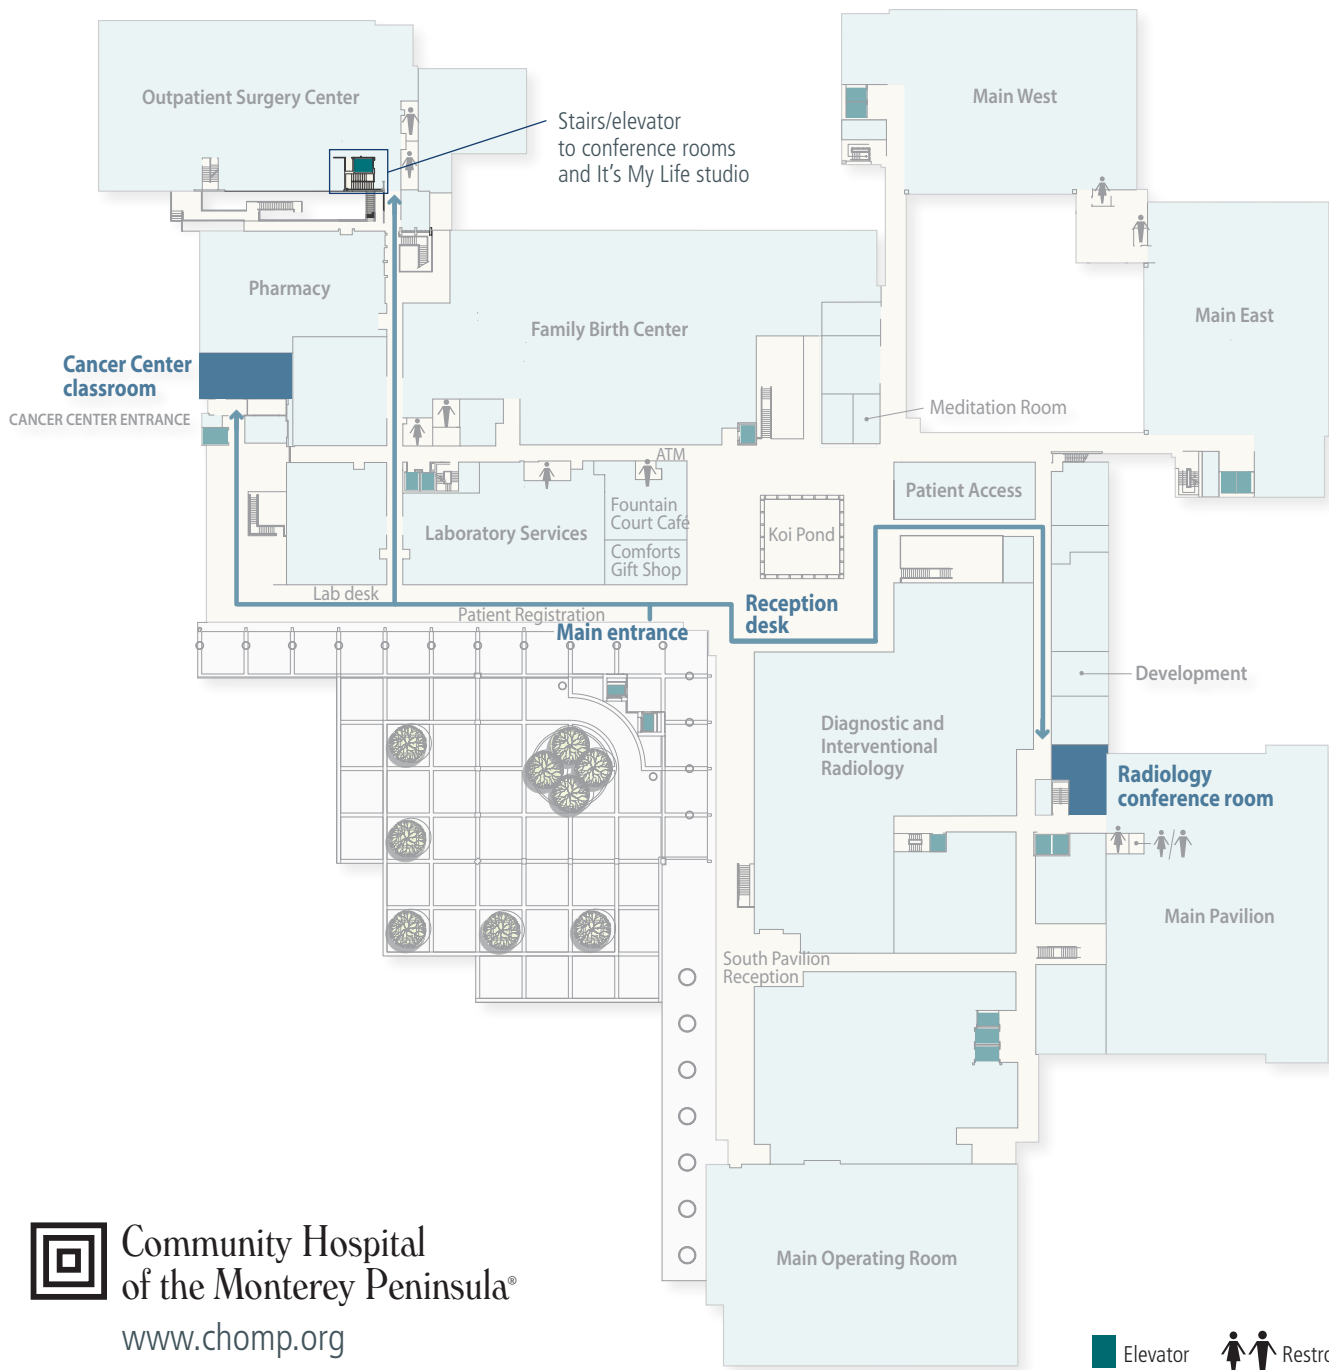 Outpatient Surgery Center
Main West
Stairs/elevator
to conference rooms
and It's My Life studio
Pharmacy
Family Birth Center
Main East
Cancer Center
classroom
CANCER CENTER ENTRANCE
Meditation Room
ATM
Patient Access
Fountain
Court Café
Laboratory Services
Koi Pond
Comforts
Gift Shop
Lab desk
Patient Registration
Reception
desk
Main entrance
Development
Diagnostic and
Interventional
Radiology
Radiology
conference room
Main Pavilion
South Pavilion
Reception
Main Operating Room
Community Hospital
of the Monterey Peninsula®
www.chomp.org
Elevator
Restro